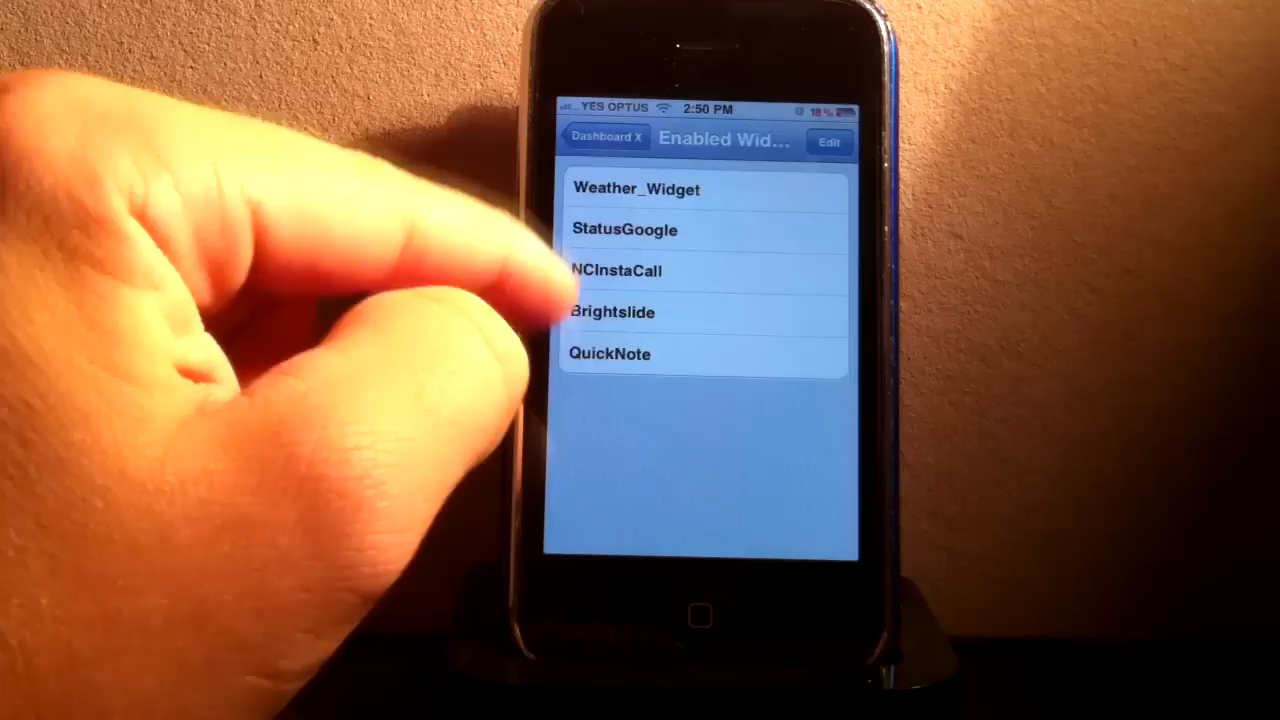 YES OPTUS 2:50 PM 18%
Dashboard X Enabled Wid... Edit
Weather_Widget
StatusGoogle
NCInstaCall
Brightslide
QuickNote